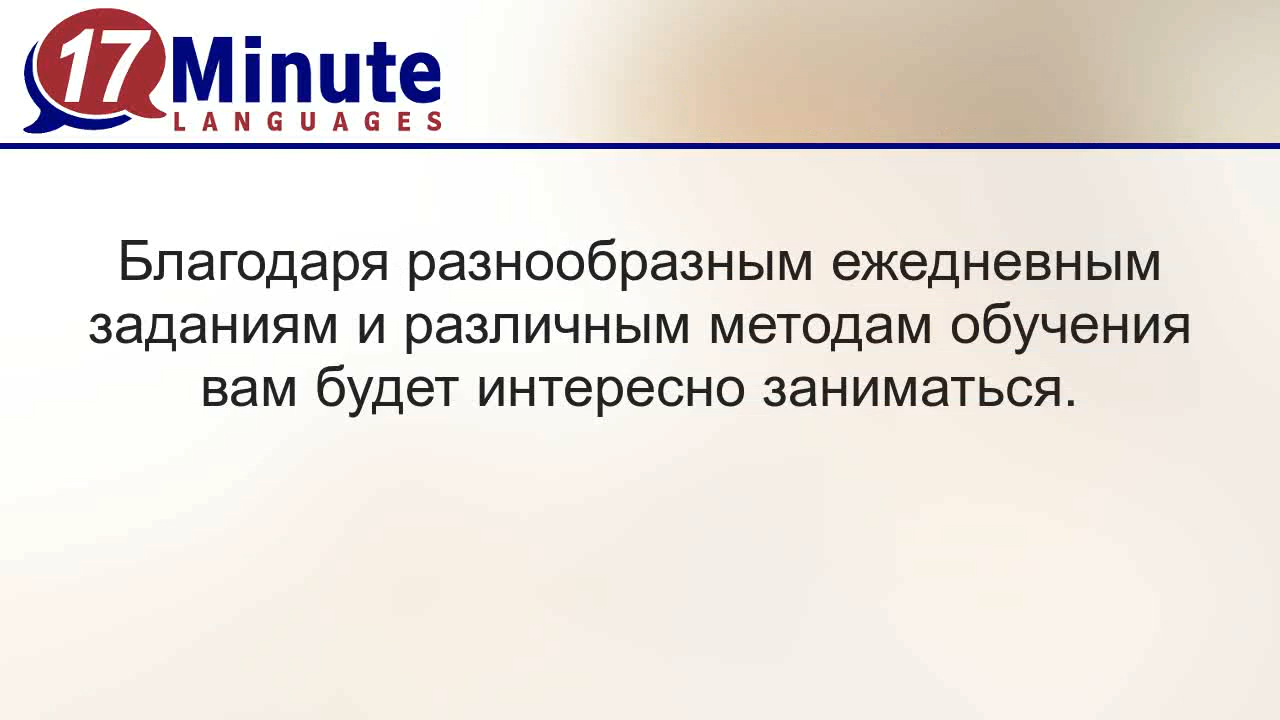 17 Minute
LANGUAGES
Благодаря разнообразным ежедневным
заданиям и различным методам обучения
вам будет интересно заниматься.